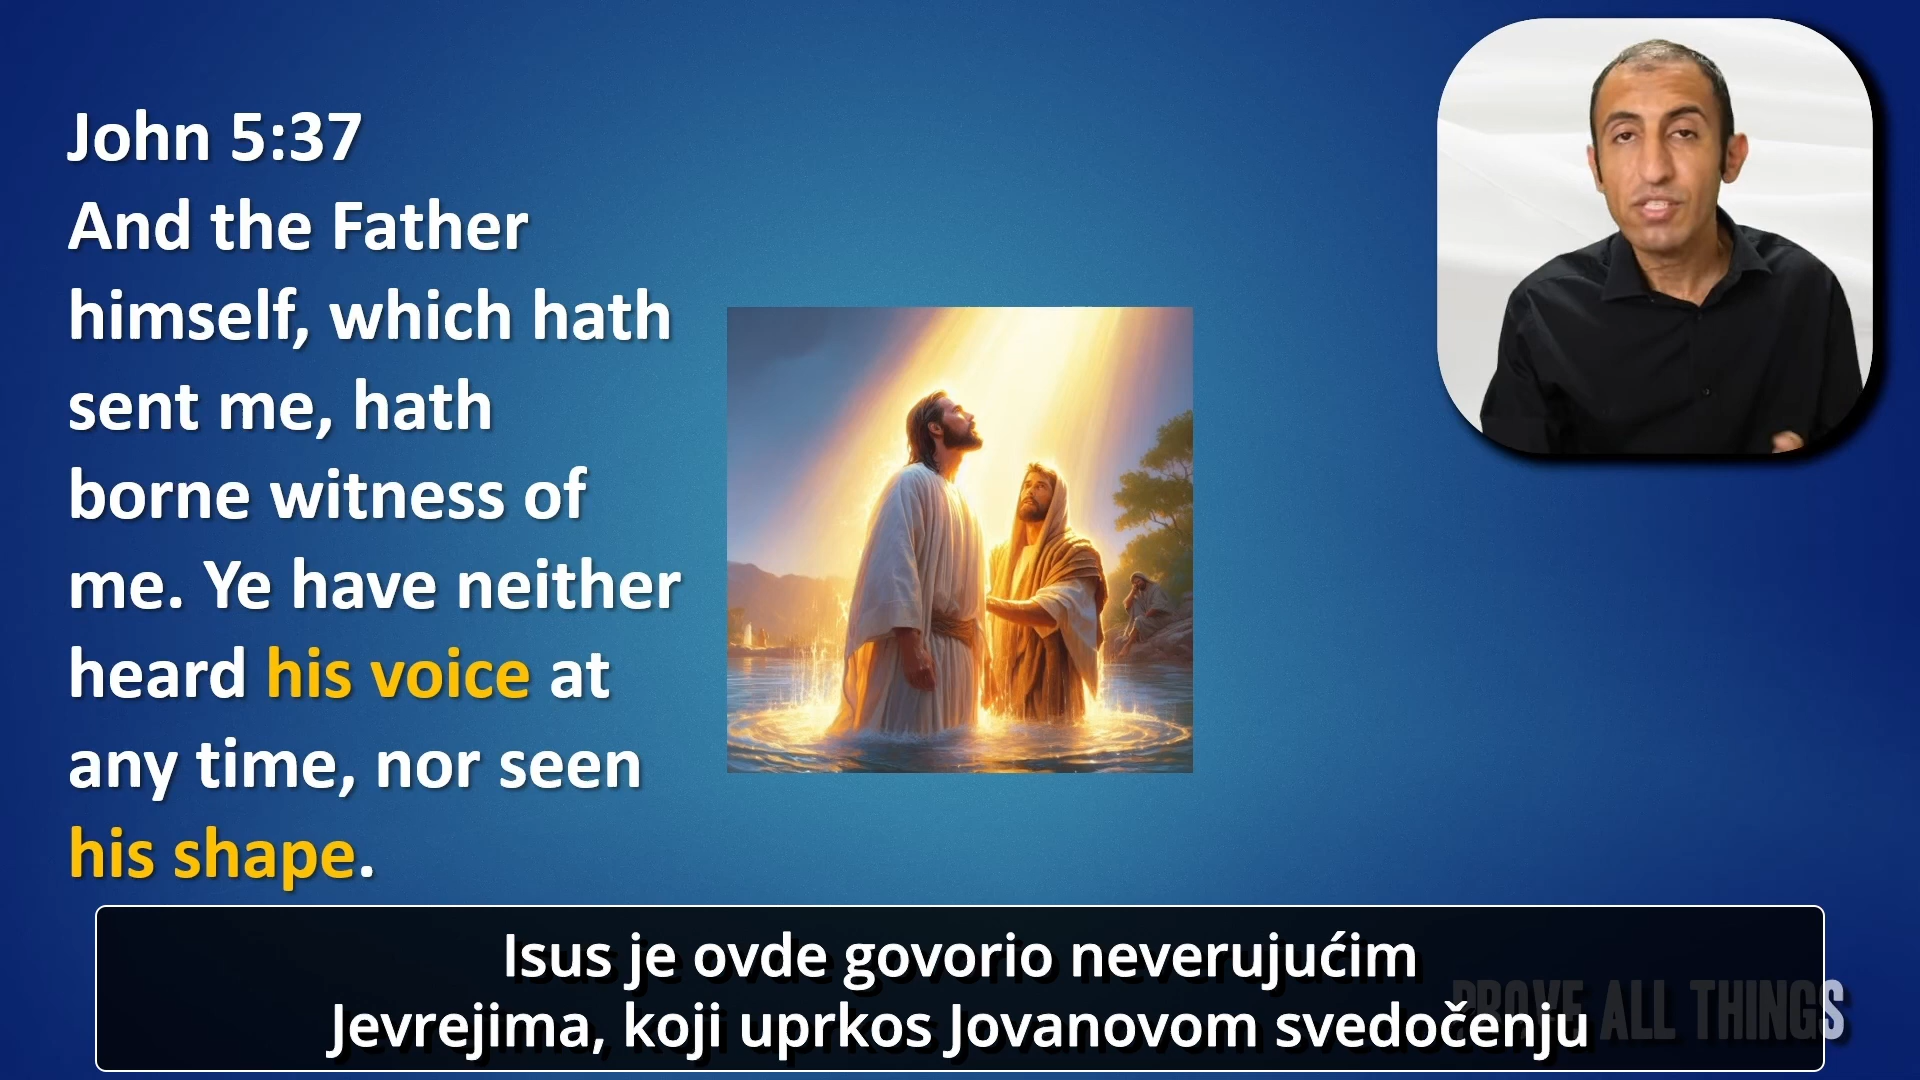 John 5:37
And the Father
himself, which hath
sent me, hath
borne witness of
me. Ye have neither
heard his voice at
any time, nor seen
his shape.
Isus je ovde govorio neverujućim
Jevrejima, koji uprkos Jovanovom svedočenju
PROVE ALL THINGS